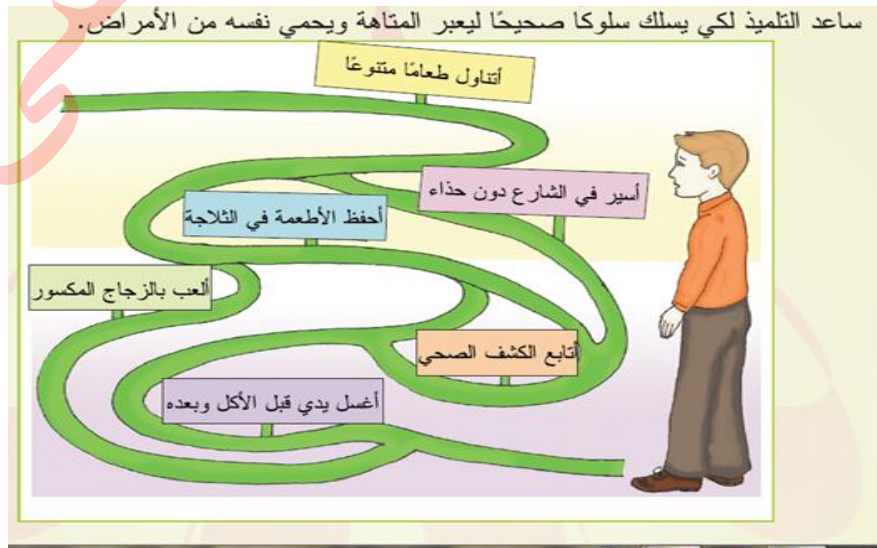 ساعد التلميذ لكي يسلك سلوكا صحيحًا ليعبر المتاهة ويحمي نفسه من الأمراض.
أتناول طعامًا متنوعًا
أسير في الشارع دون حذاء
أحفظ الأطعمة في الثلاجة
ألعب بالزجاج المكسور
أتابع الكشف الصحي
أغسل يدي قبل الأكل وبعده